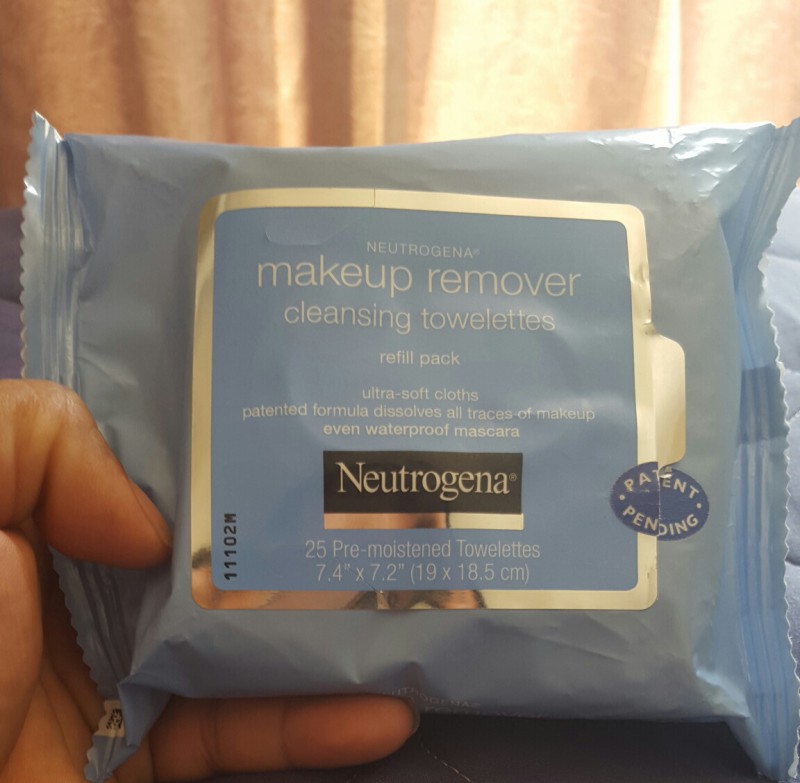 NEUTROGENA®
makeup remover
cleansing towelettes
refill pack
ultra-soft cloths
patented formula dissolves all traces of makeup
even waterproof mascara
Neutrogena®
PATENT
PENDING
11102M
25 Pre-moistened Towelettes
7.4" x 7.2" (19 x 18.5 cm)
NEUTROGENA®